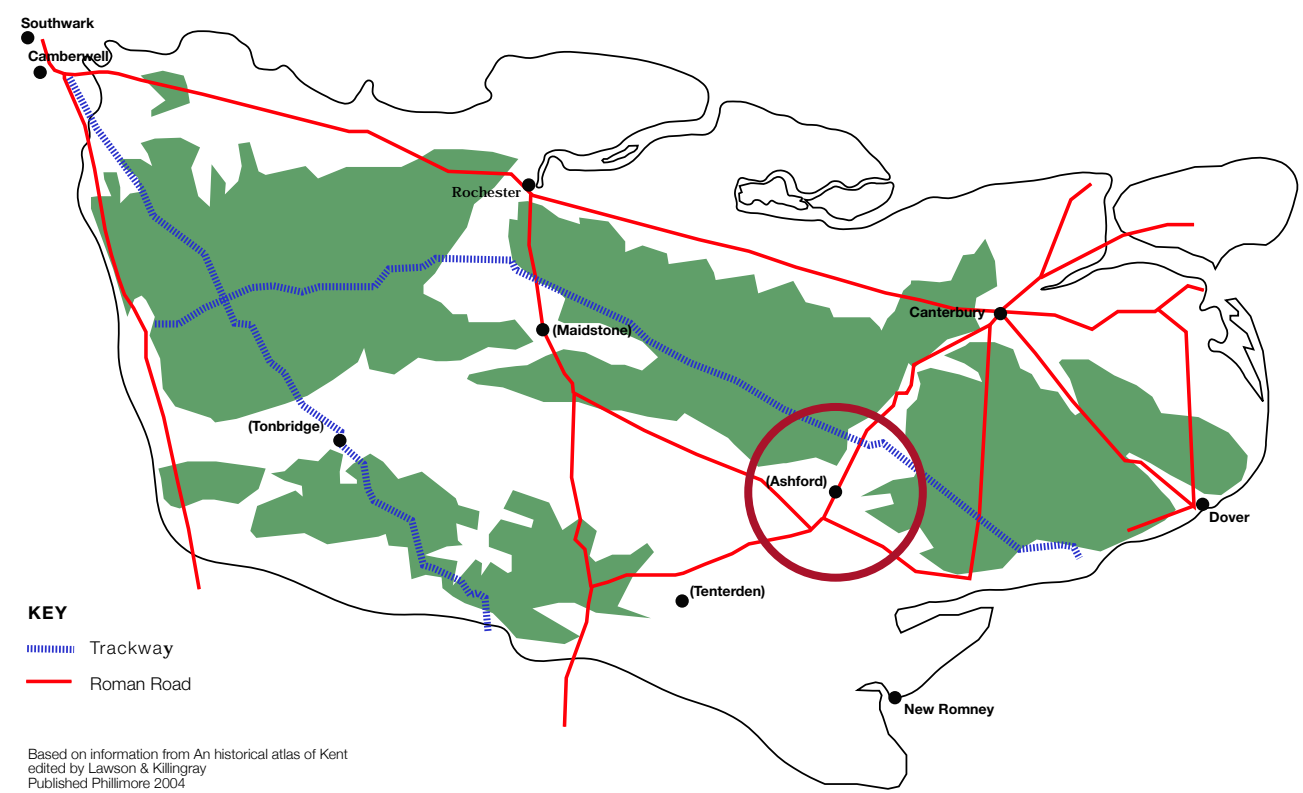 Southwark
Camberwell
Rochester
Canterbury
(Maidstone)
(Tonbridge)
(Ashford)
Dover
(Tenterden)
New Romney
KEY
Trackway
Roman Road
Based on information from An historical atlas of Kent
edited by Lawson & Killingray
Published Phillimore 2004